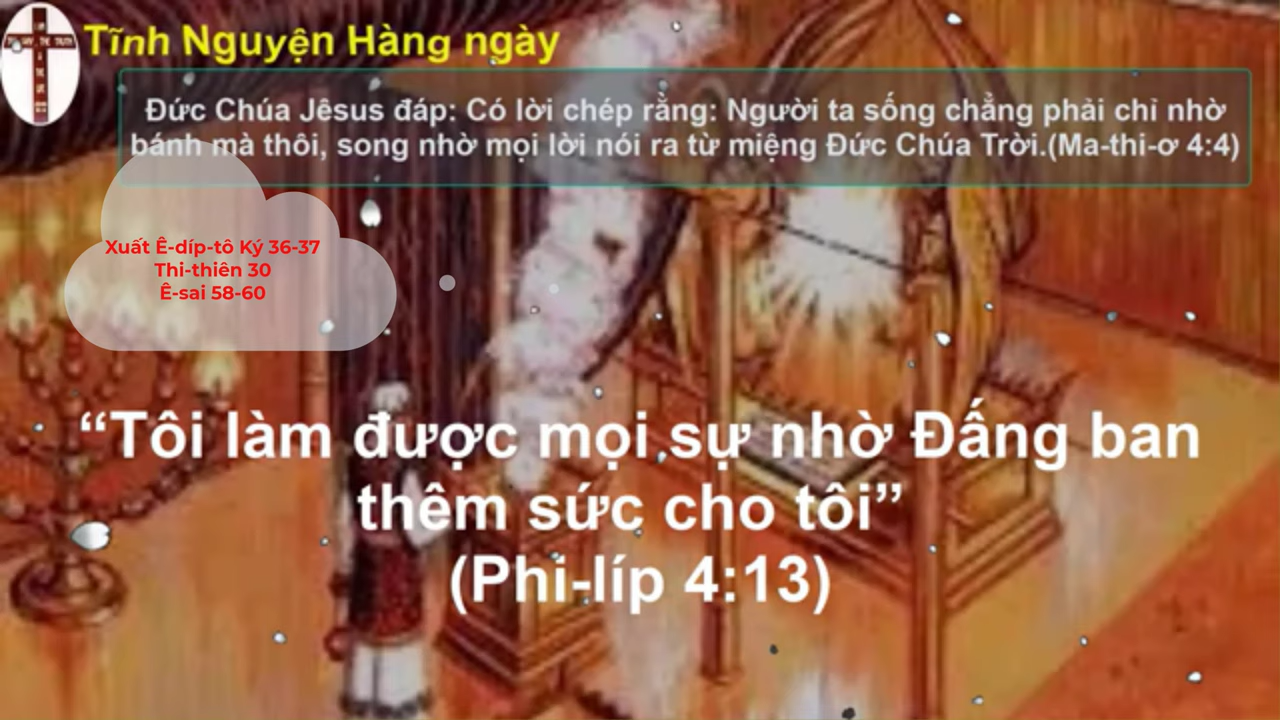 Tĩnh Nguyện Hàng ngày
Đức Chúa Jêsus đáp: Có lời chép rằng: Người ta sống chẳng phải chỉ nhờ
bánh mà thôi, song nhờ mọi lời nói ra từ miệng Đức Chúa Trời.(Ma-thi-ơ 4:4)
Xuất Ê-díp-tô Ký 36-37
Thi-thiên 30
Ê-sai 58-60
“Tôi làm được mọi sự nhờ Đấng ban
thêm sức cho tôi”
(Phi-líp 4:13)